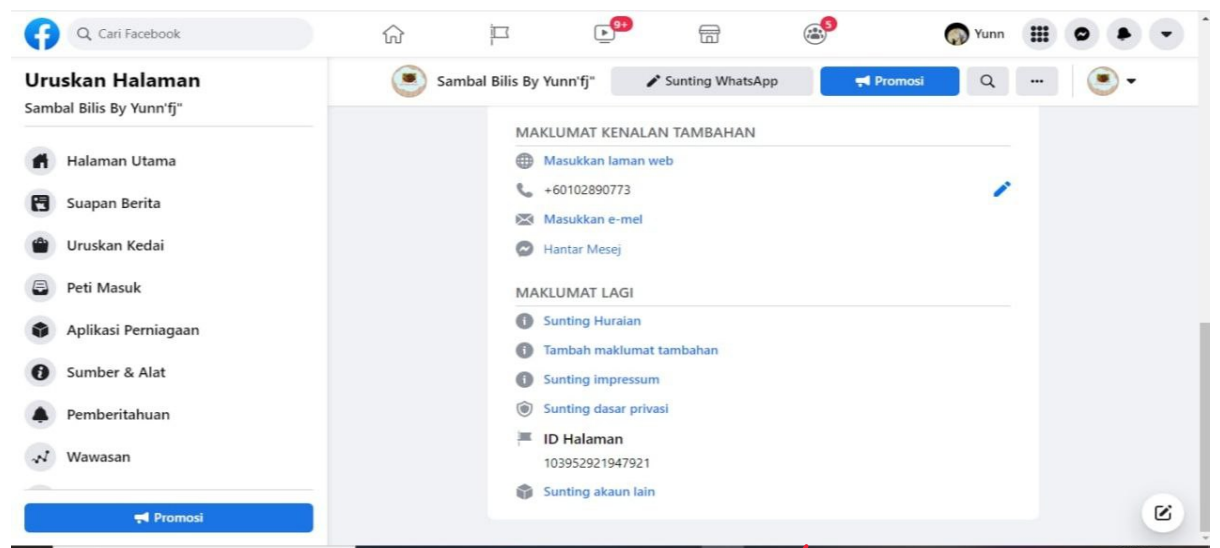 Cari Facebook
9+
5
Yunn
Uruskan Halaman
Sambal Bilis By Yunn'fj"
Halaman Utama
Suapan Berita
Uruskan Kedai
Peti Masuk
Aplikasi Perniagaan
Sumber & Alat
Pemberitahuan
Wawasan
Promosi
Sambal Bilis By Yunn'fj"
Sunting WhatsApp
Promosi
MAKLUMAT KENALAN TAMBAHAN
Masukkan laman web
+60102890773
Masukkan e-mel
Hantar Mesej
MAKLUMAT LAGI
Sunting Huraian
Tambah maklumat tambahan
Sunting impressum
Sunting dasar privasi
ID Halaman
103952921947921
Sunting akaun lain